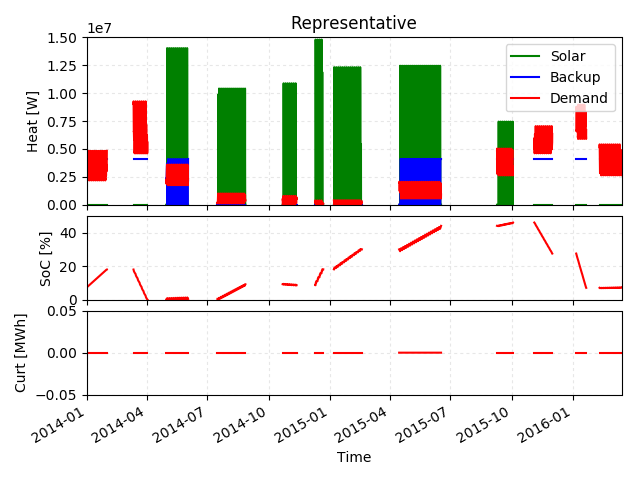 Representative
1e7
1.50
1.25
1.00
0.75
0.50
0.25
0.00
Heat [W]
Solar
Backup
Demand
40
20
0
SoC [%]
0.05
0.00
−0.05
Curt [MWh]
2014-01
2014-04
2014-07
2014-10
2015-01
2015-04
2015-07
2015-10
2016-01
Time